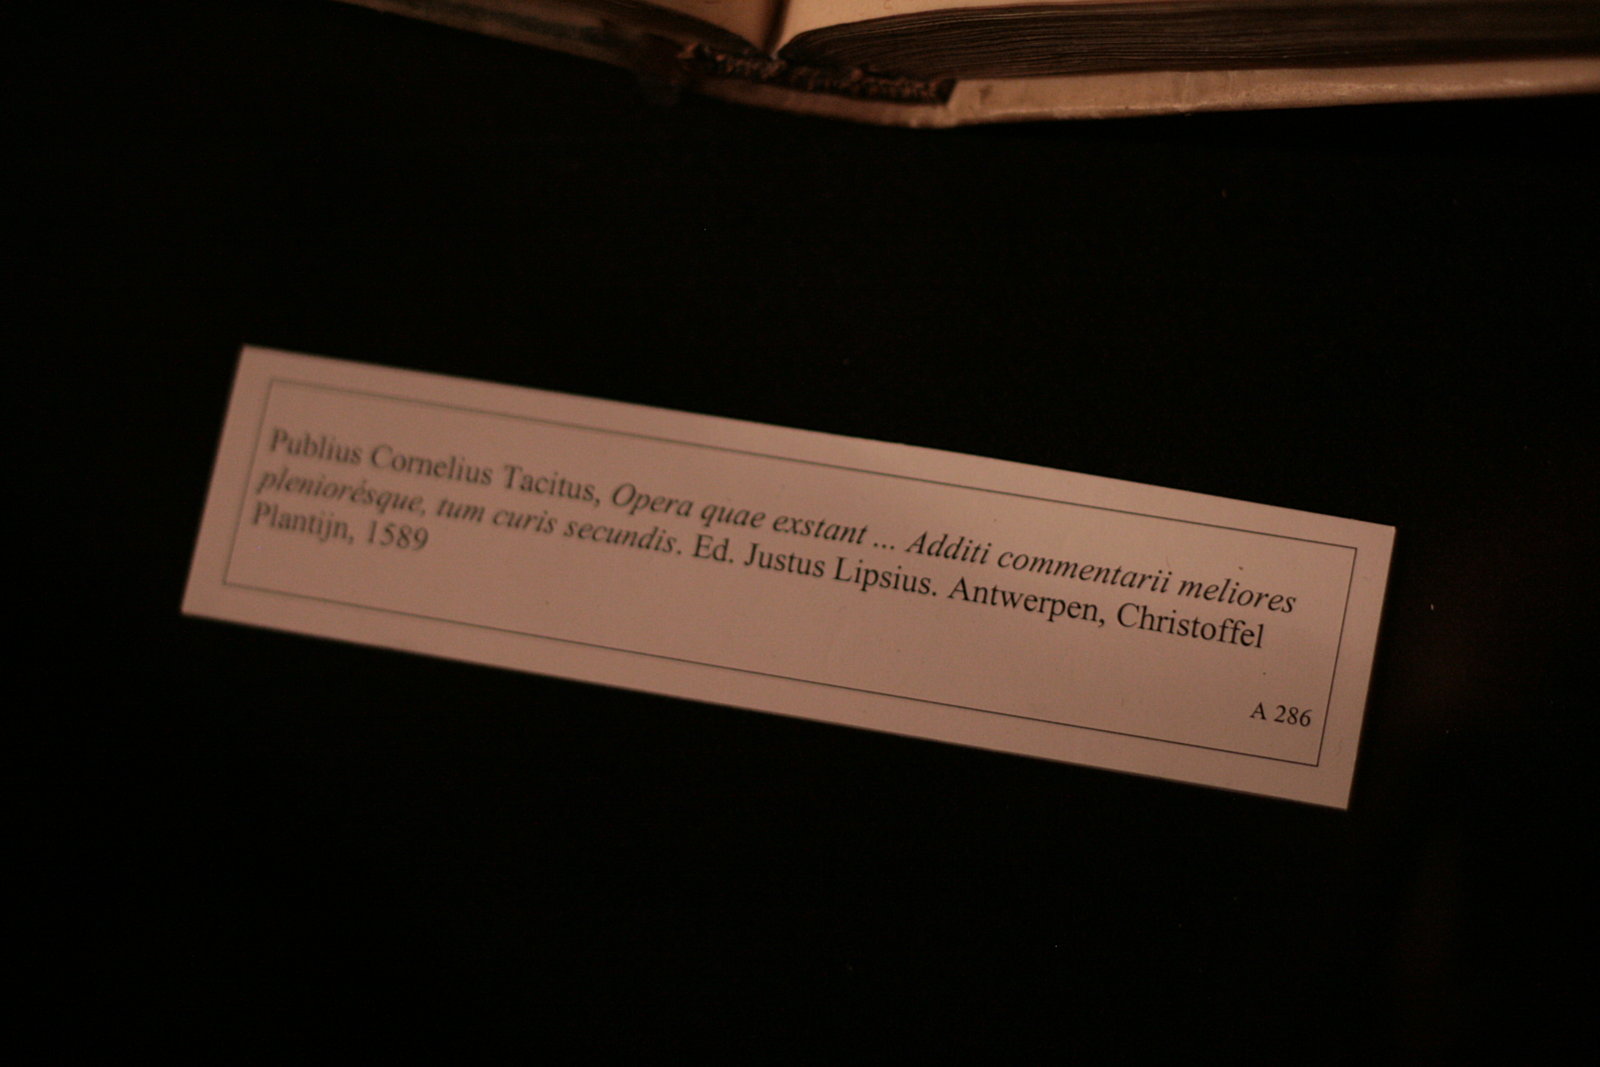 Publius Cornelius Tacitus, Opera quae exstant ... Additi commentarii meliores
pleniorésque, tum curis secundis. Ed. Justus Lipsius. Antwerpen, Christoffel
Plantijn, 1589
A 286